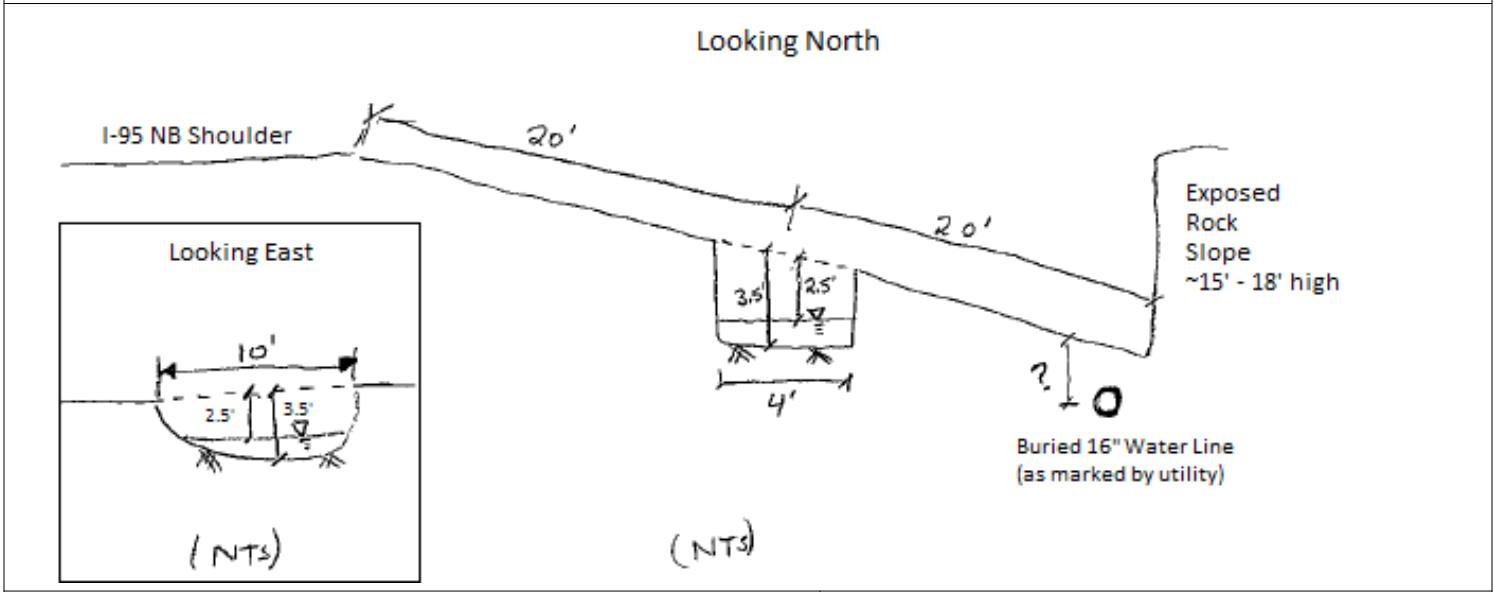 Looking North
I-95 NB Shoulder
20'
20'
Exposed
Rock
Slope
~15' - 18' high
3.5'
2.5'
4'
?
Buried 16" Water Line
(as marked by utility)
(NTS)
Looking East
10'
2.5'
3.5'
(NTS)